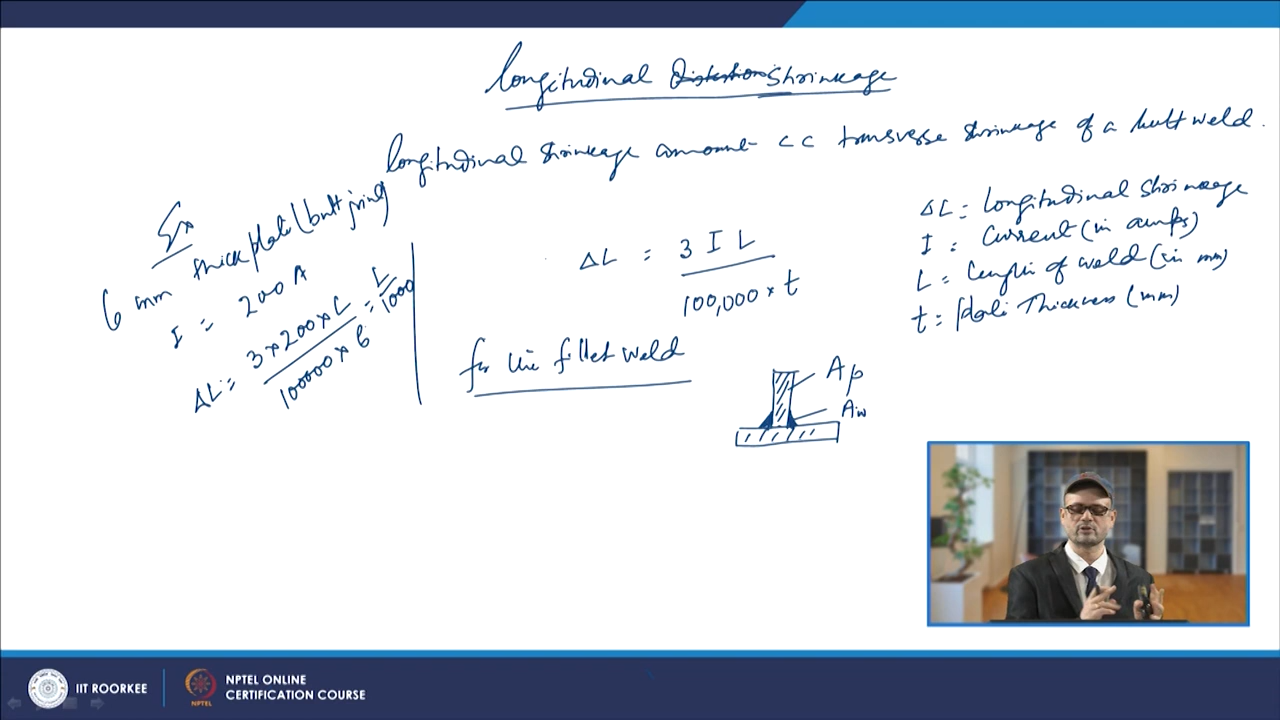 Longitudinal Distortion Shrinkage
Longitudinal Shrinkage amount << transverse shrinkage of a butt weld.
Ex
6 mm thick plate (butt joint)
I = 200 A
ΔL = 3×200×L / 100000×6 = L/1000
ΔL = 3 I L / 100,000 × t
ΔL = Longitudinal Shrinkage
I = Current (in amps)
L = Length of weld (in mm)
t = plate Thickness (mm)
for the fillet weld
Ap
Aw
IIT ROORKEE
NPTEL
NPTEL ONLINE
CERTIFICATION COURSE